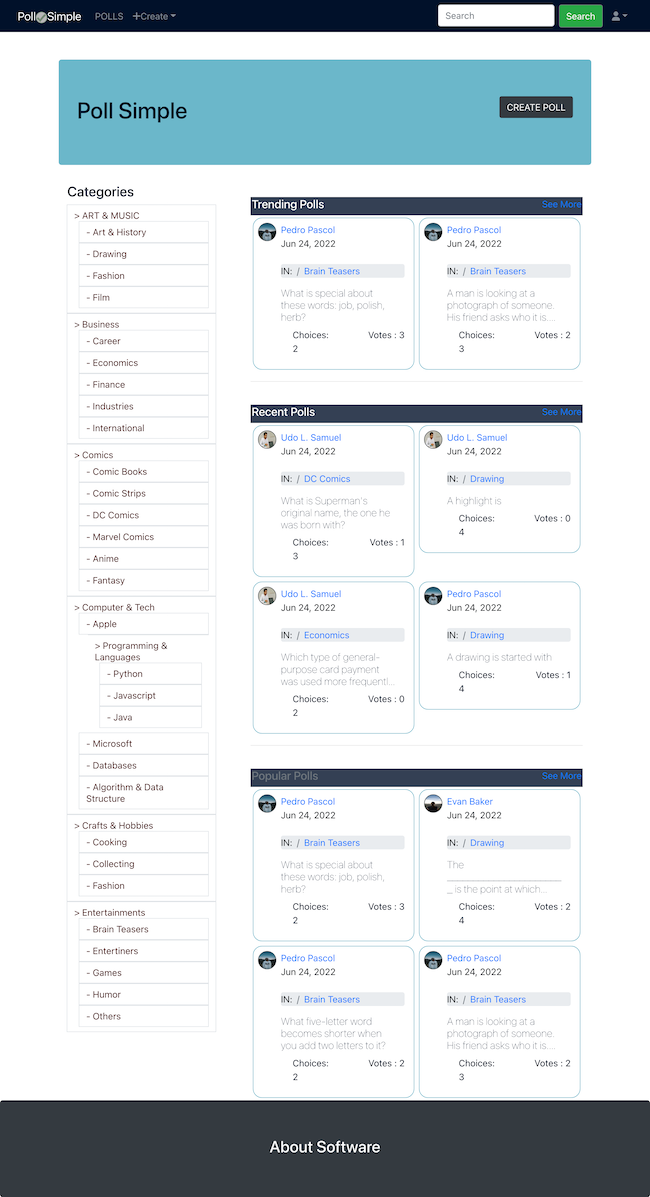 Poll Simple POLLS +Create Search Search
Poll Simple CREATE POLL
Categories
> ART & MUSIC
- Art & History
- Drawing
- Fashion
- Film
> Business
- Career
- Economics
- Finance
- Industries
- International
> Comics
- Comic Books
- Comic Strips
- DC Comics
- Marvel Comics
- Anime
- Fantasy
> Computer & Tech
- Apple
> Programming &
Languages
- Python
- Javascript
- Java
- Microsoft
- Databases
- Algorithm & Data
Structure
> Crafts & Hobbies
- Cooking
- Collecting
- Fashion
> Entertainments
- Brain Teasers
- Entertiners
- Games
- Humor
- Others
Trending Polls See More
Pedro Pascol
Jun 24, 2022
IN: / Brain Teasers
What is special about
these words: job, polish,
herb?
Choices: Votes : 3
2
Pedro Pascol
Jun 24, 2022
IN: / Brain Teasers
A man is looking at a
photograph of someone.
His friend asks who it is....
Choices: Votes : 2
3
Recent Polls See More
Udo L. Samuel
Jun 24, 2022
IN: / DC Comics
What is Superman's
original name, the one he
was born with?
Choices: Votes : 1
3
Udo L. Samuel
Jun 24, 2022
IN: / Drawing
A highlight is
Choices: Votes : 0
4
Udo L. Samuel
Jun 24, 2022
IN: / Economics
Which type of general-
purpose card payment
was used more frequentl...
Choices: Votes : 0
2
Pedro Pascol
Jun 24, 2022
IN: / Drawing
A drawing is started with
Choices: Votes : 1
4
Popular Polls See More
Pedro Pascol
Jun 24, 2022
IN: / Brain Teasers
What is special about
these words: job, polish,
herb?
Choices: Votes : 3
2
Evan Baker
Jun 24, 2022
IN: / Drawing
The
____________________
_ is the point at which...
Choices: Votes : 2
4
Pedro Pascol
Jun 24, 2022
IN: / Brain Teasers
What five-letter word
becomes shorter when
you add two letters to it?
Choices: Votes : 2
2
Pedro Pascol
Jun 24, 2022
IN: / Brain Teasers
A man is looking at a
photograph of someone.
His friend asks who it is....
Choices: Votes : 2
3
About Software